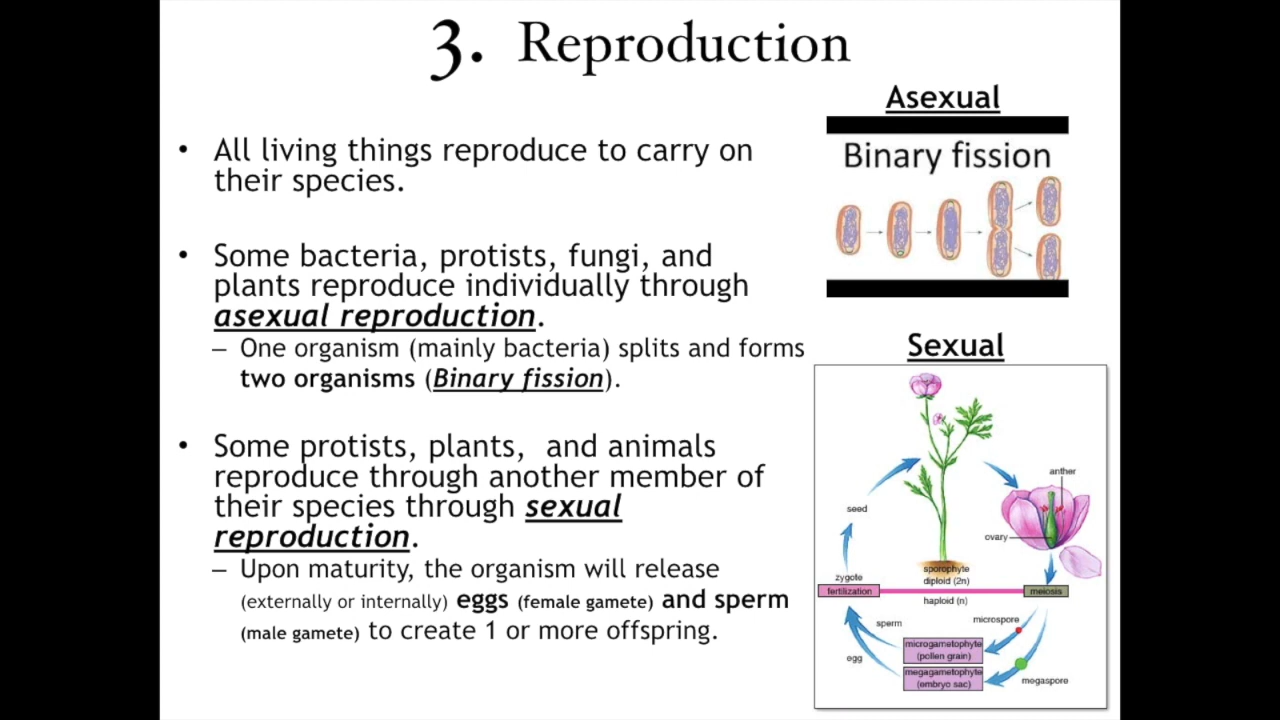 3. Reproduction
• All living things reproduce to carry on
their species.
• Some bacteria, protists, fungi, and
plants reproduce individually through
asexual reproduction.
– One organism (mainly bacteria) splits and forms
two organisms (Binary fission).
• Some protists, plants,  and animals
reproduce through another member of
their species through sexual
reproduction.
– Upon maturity, the organism will release
(externally or internally) eggs (female gamete) and sperm
(male gamete) to create 1 or more offspring.
Asexual
Binary fission
Sexual
anther
seed
ovary
sporophyte
diploid (2n)
zygote
fertilization
meiosis
haploid (n)
sperm
microspore
microgametophyte
(pollen grain)
egg
megagametophyte
(embryo sac)
megaspore